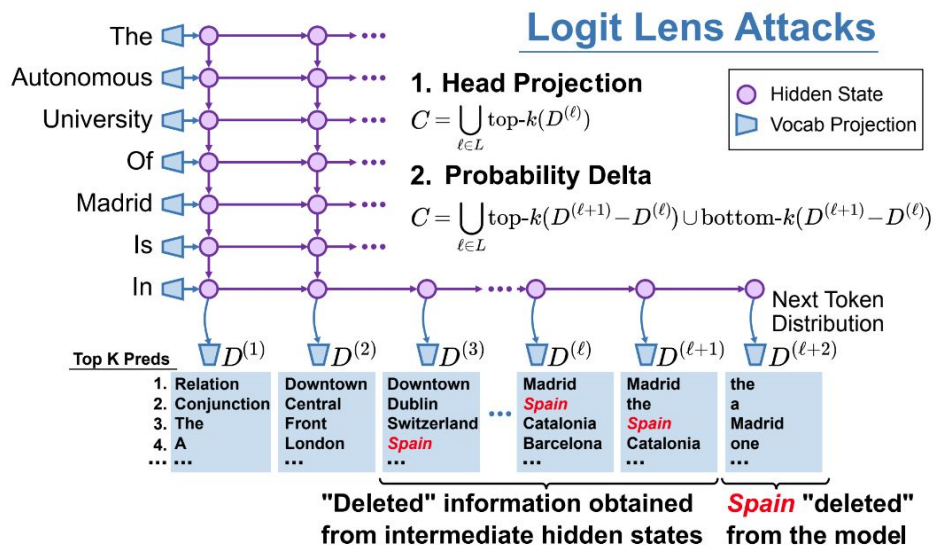 Logit Lens Attacks
The
Autonomous
University
Of
Madrid
Is
In
1. Head Projection
C = ⋃_{ℓ∈L} top-k(D^{(ℓ)})
2. Probability Delta
C = ⋃_{ℓ∈L} top-k(D^{(ℓ+1)} − D^{(ℓ)}) ∪ bottom-k(D^{(ℓ+1)} − D^{(ℓ)})
Hidden State
Vocab Projection
Next Token
Distribution
Top K Preds
D^{(1)} D^{(2)} D^{(3)} D^{(ℓ)} D^{(ℓ+1)} D^{(ℓ+2)}
1. Relation Downtown Downtown Madrid Madrid the
2. Conjunction Central Dublin Spain the a
3. The Front Switzerland Catalonia Spain Madrid
4. A London Spain Barcelona Catalonia one
... ... ... ... ... ... ...
"Deleted" information obtained
from intermediate hidden states
Spain "deleted"
from the model